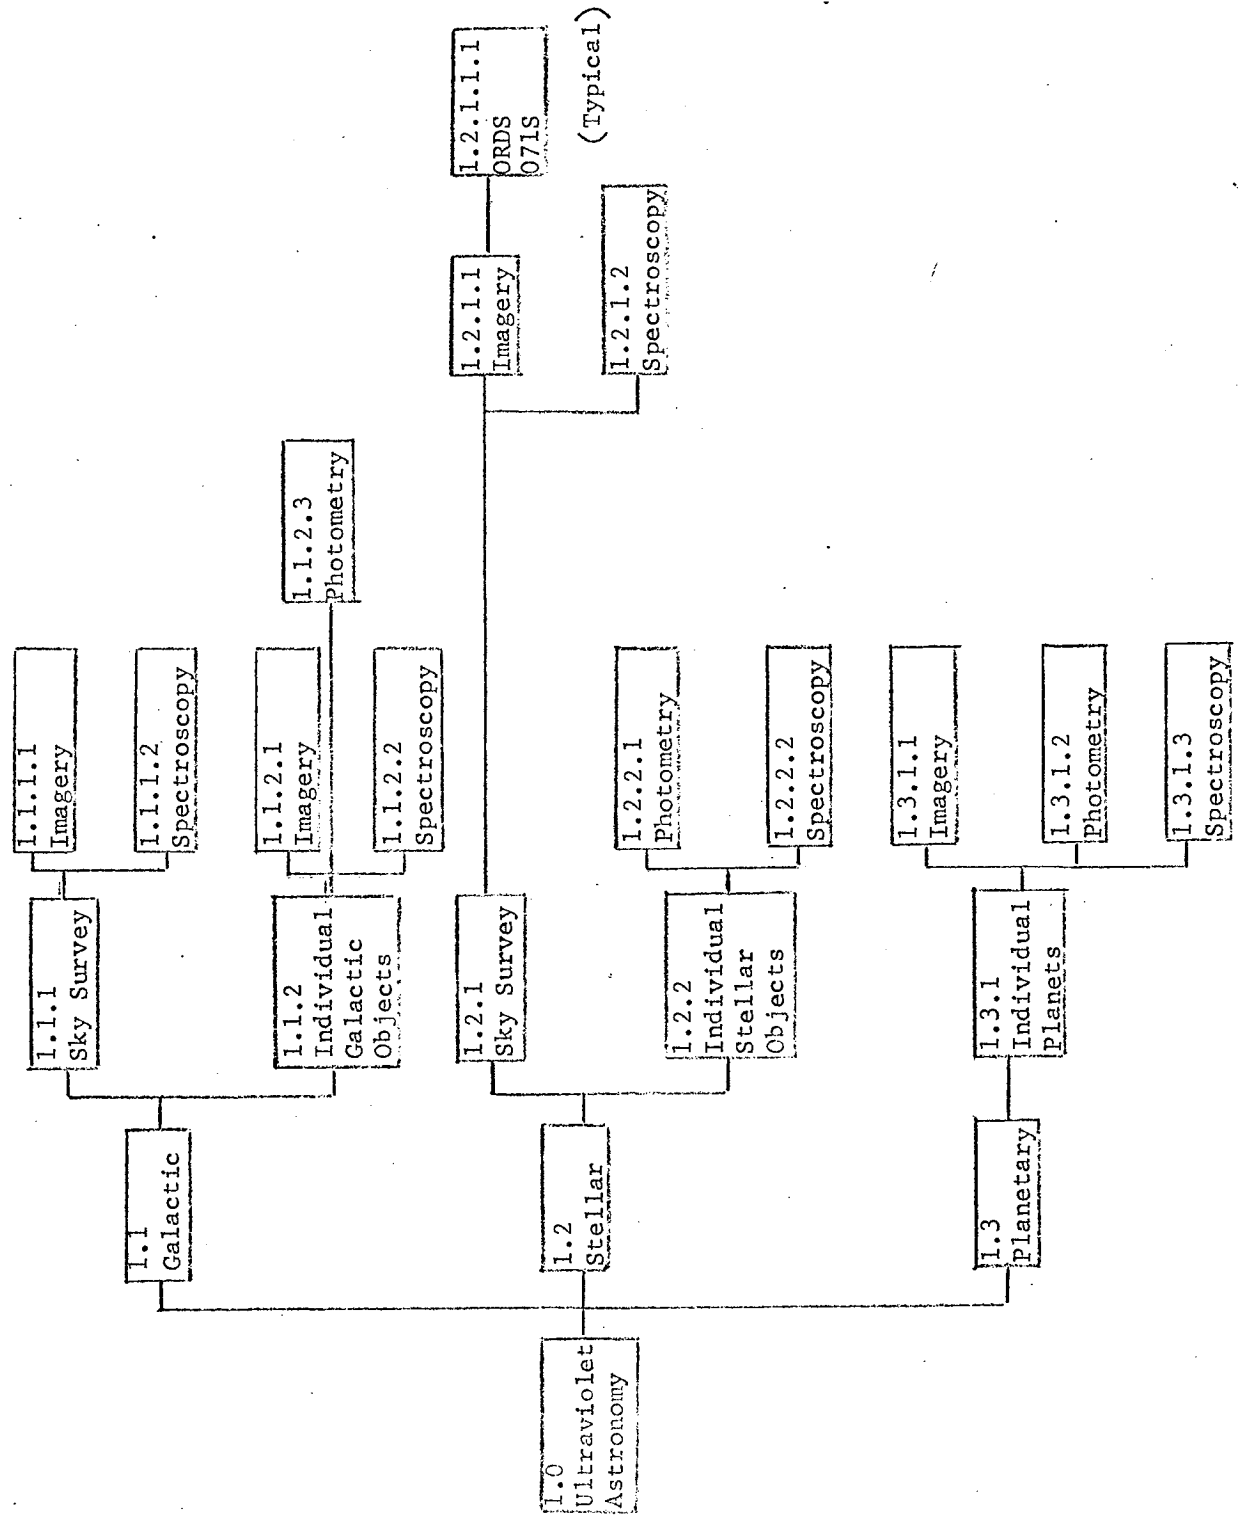 1.0
Ultraviolet
Astronomy
1.1
Galactic
1.2
Stellar
1.3
Planetary
1.1.1
Sky Survey
1.1.2
Individual
Galactic
Objects
1.2.1
Sky Survey
1.2.2
Individual
Stellar
Objects
1.3.1
Individual
Planets
1.1.1.1
Imagery
1.1.1.2
Spectroscopy
1.1.2.1
Imagery
1.1.2.2
Spectroscopy
1.1.2.3
Photometry
1.2.1.1
Imagery
1.2.1.2
Spectroscopy
1.2.1.1.1
ORDS
071S
(Typical)
1.2.2.1
Photometry
1.2.2.2
Spectroscopy
1.3.1.1
Imagery
1.3.1.2
Photometry
1.3.1.3
Spectroscopy